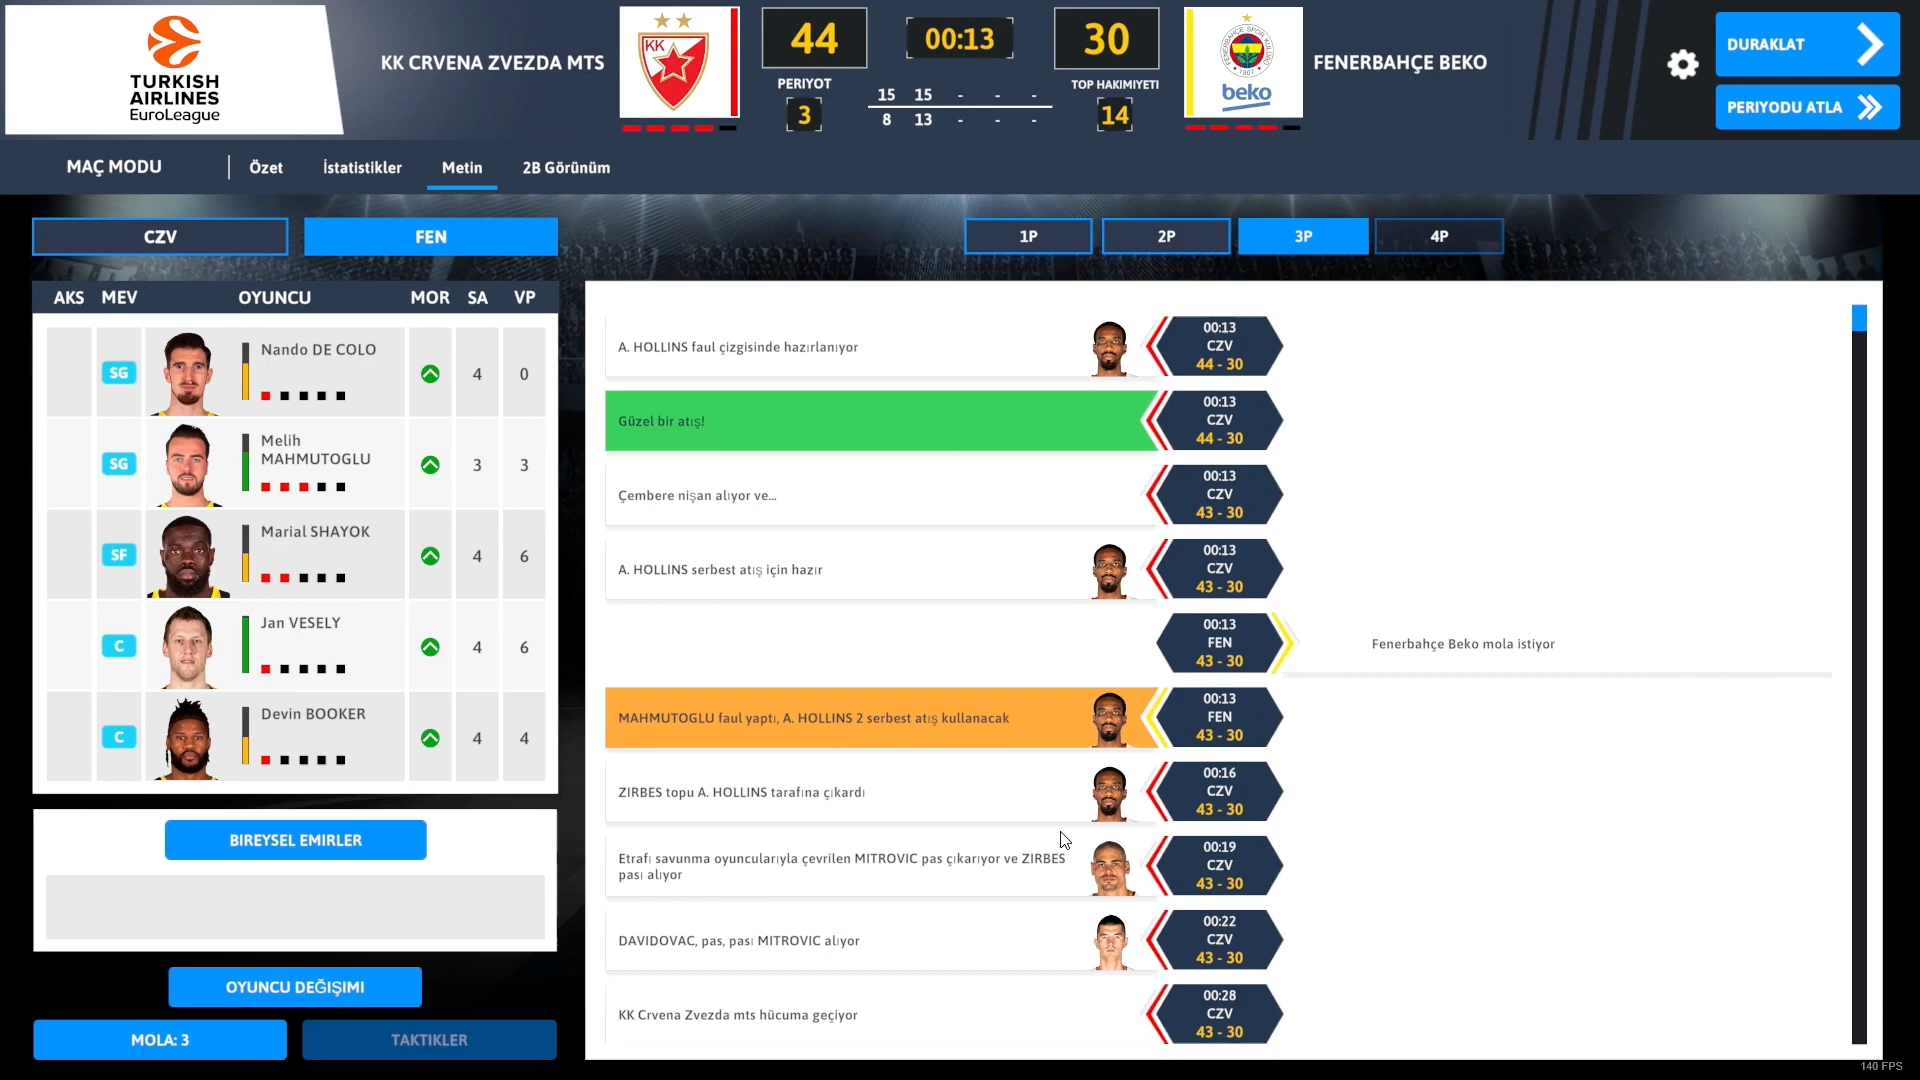 TURKISH
AIRLINES
EuroLeague
KK CRVENA ZVEZDA MTS
KK
44
00:13
30
FENERBAHÇE SPOR KULÜBÜ
1907
beko
FENERBAHÇE BEKO
DURAKLAT
PERIYODU ATLA
PERIYOT
3
15 15 - - -
8 13 - - -
TOP HAKIMIYETI
14
MAÇ MODU
Özet
İstatistikler
Metin
2B Görünüm
CZV
FEN
1P
2P
3P
4P
AKS MEV OYUNCU MOR SA VP
SG Nando DE COLO 4 0
SG Melih
MAHMUTOGLU 3 3
SF Marial SHAYOK 4 6
C Jan VESELY 4 6
C Devin BOOKER 4 4
BIREYSEL EMIRLER
OYUNCU DEĞIŞIMI
MOLA: 3
TAKTIKLER
A. HOLLINS faul çizgisinde hazırlanıyor
00:13
CZV
44 - 30
Güzel bir atış!
00:13
CZV
44 - 30
Çembere nişan alıyor ve...
00:13
CZV
43 - 30
A. HOLLINS serbest atış için hazır
00:13
CZV
43 - 30
00:13
FEN
43 - 30
Fenerbahçe Beko mola istiyor
MAHMUTOGLU faul yaptı, A. HOLLINS 2 serbest atış kullanacak
00:13
FEN
43 - 30
ZIRBES topu A. HOLLINS tarafına çıkardı
00:16
CZV
43 - 30
Etrafı savunma oyuncularıyla çevrilen MITROVIC pas çıkarıyor ve ZIRBES
pası alıyor
00:19
CZV
43 - 30
DAVIDOVAC, pas, pası MITROVIC alıyor
00:22
CZV
43 - 30
KK Crvena Zvezda mts hücuma geçiyor
00:28
CZV
43 - 30
140 FPS